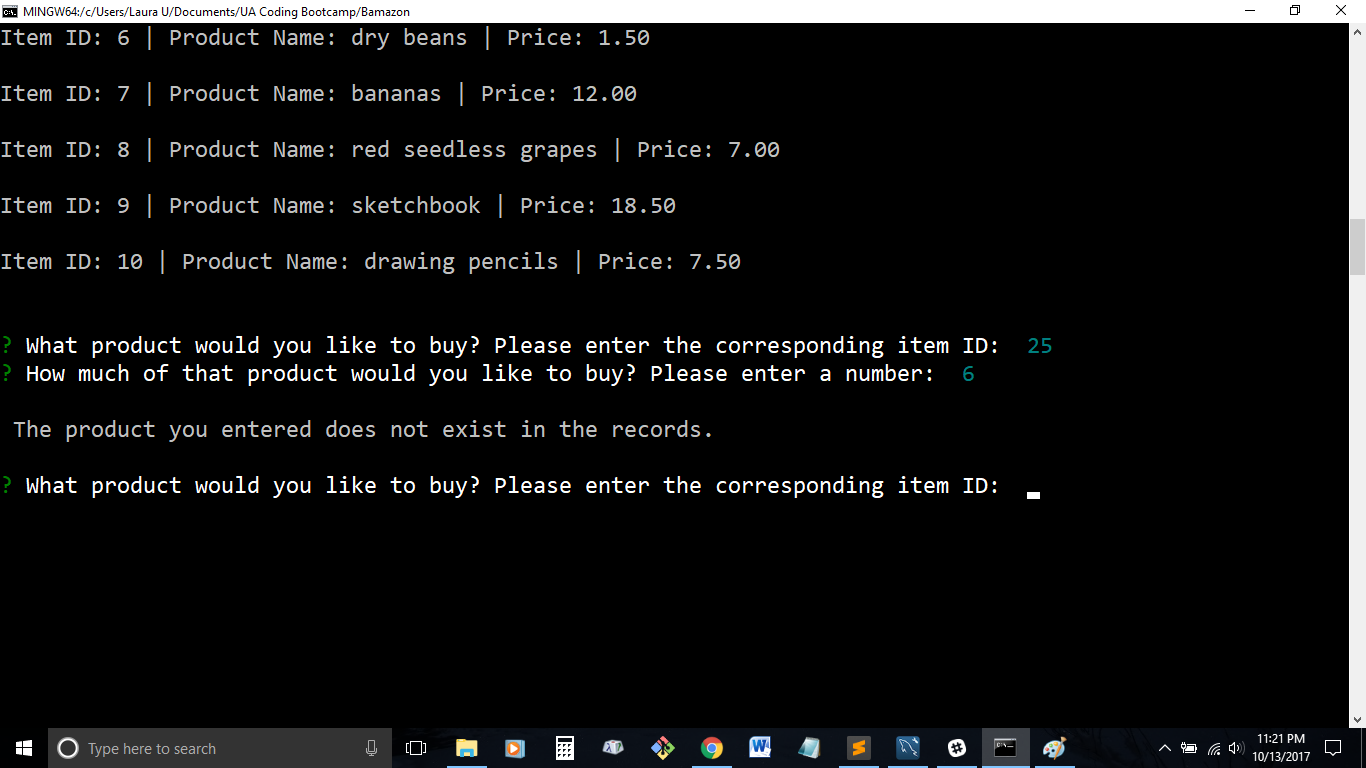 MINGW64:/c/Users/Laura U/Documents/UA Coding Bootcamp/Bamazon
Item ID: 6 | Product Name: dry beans | Price: 1.50
Item ID: 7 | Product Name: bananas | Price: 12.00
Item ID: 8 | Product Name: red seedless grapes | Price: 7.00
Item ID: 9 | Product Name: sketchbook | Price: 18.50
Item ID: 10 | Product Name: drawing pencils | Price: 7.50
? What product would you like to buy? Please enter the corresponding item ID:  25
? How much of that product would you like to buy? Please enter a number:  6
The product you entered does not exist in the records.
? What product would you like to buy? Please enter the corresponding item ID:
Type here to search
11:21 PM
10/13/2017